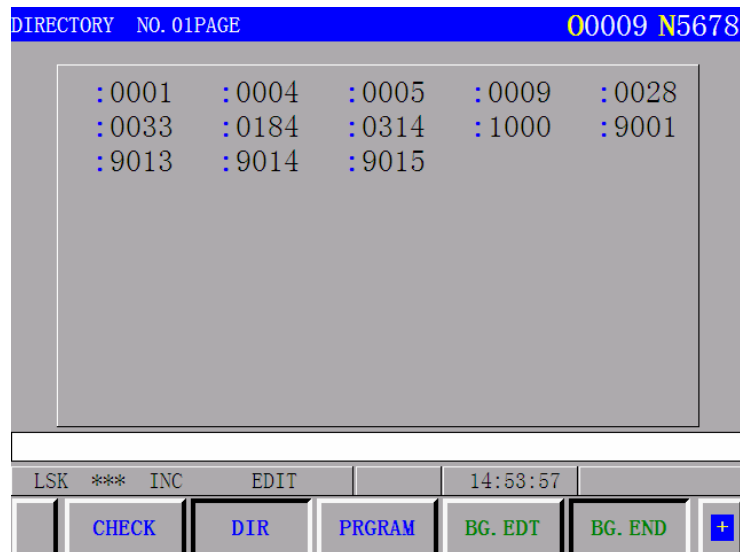 DIRECTORY NO.01PAGE O0009 N5678
:0001 :0004 :0005 :0009 :0028
:0033 :0184 :0314 :1000 :9001
:9013 :9014 :9015
LSK *** INC EDIT 14:53:57
CHECK DIR PRGRAM BG.EDT BG.END +